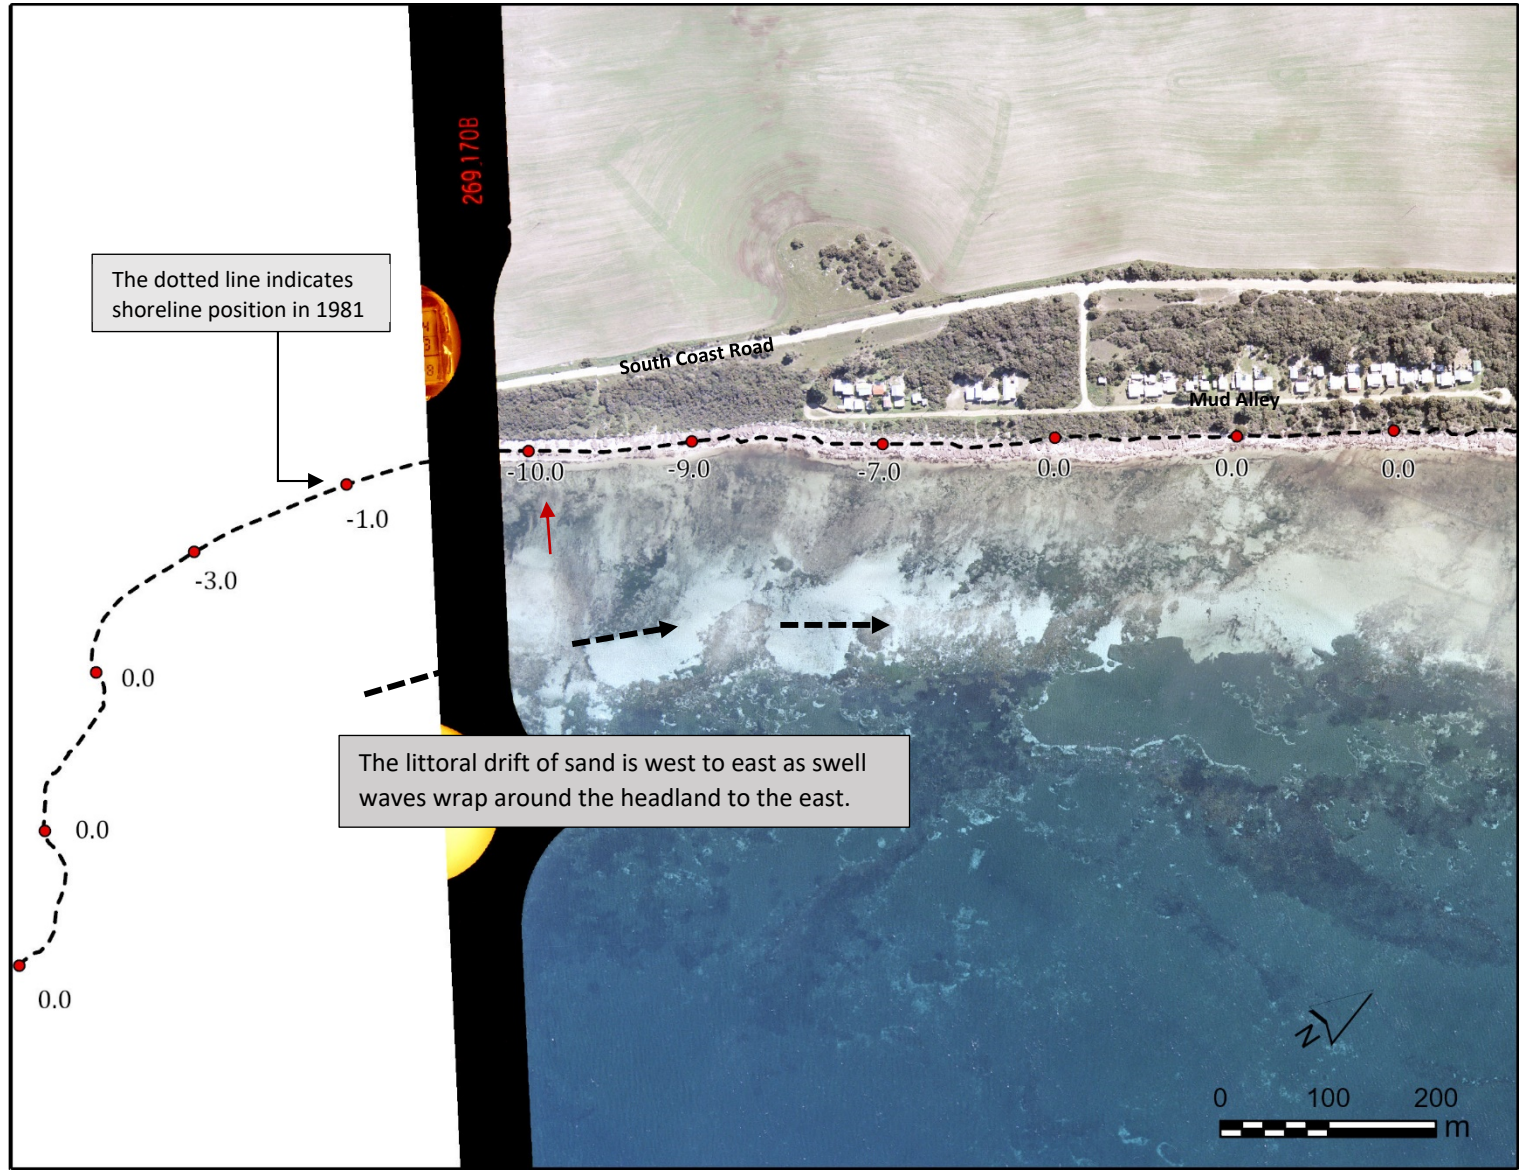 269.170B
The dotted line indicates
shoreline position in 1981
South Coast Road
Mud Alley
-10.0
-9.0
-7.0
0.0
0.0
0.0
-1.0
-3.0
0.0
The littoral drift of sand is west to east as swell
waves wrap around the headland to the east.
0.0
0.0
N
0 100 200
m